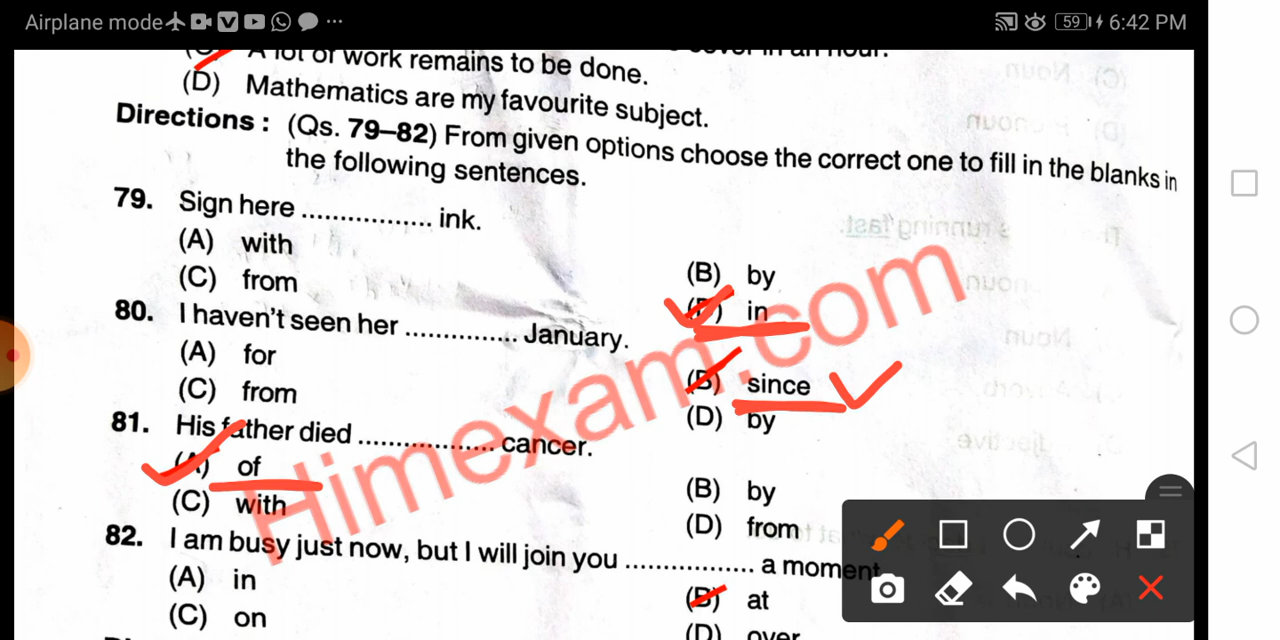 Airplane mode ... 59 6:42 PM
A lot of work remains to be done.
(D) Mathematics are my favourite subject.
Directions : (Qs. 79–82) From given options choose the correct one to fill in the blanks in
the following sentences.
79. Sign here ................. ink.
(A) with
(B) by
(C) from
in
80. I haven't seen her ............... January.
(A) for
(B) since
(C) from
(D) by
81. His father died .................. cancer.
(A) of
(B) by
(C) with
(D) from
82. I am busy just now, but I will join you ................. a moment
(A) in
(B) at
(C) on
(D) over
Himexam.com